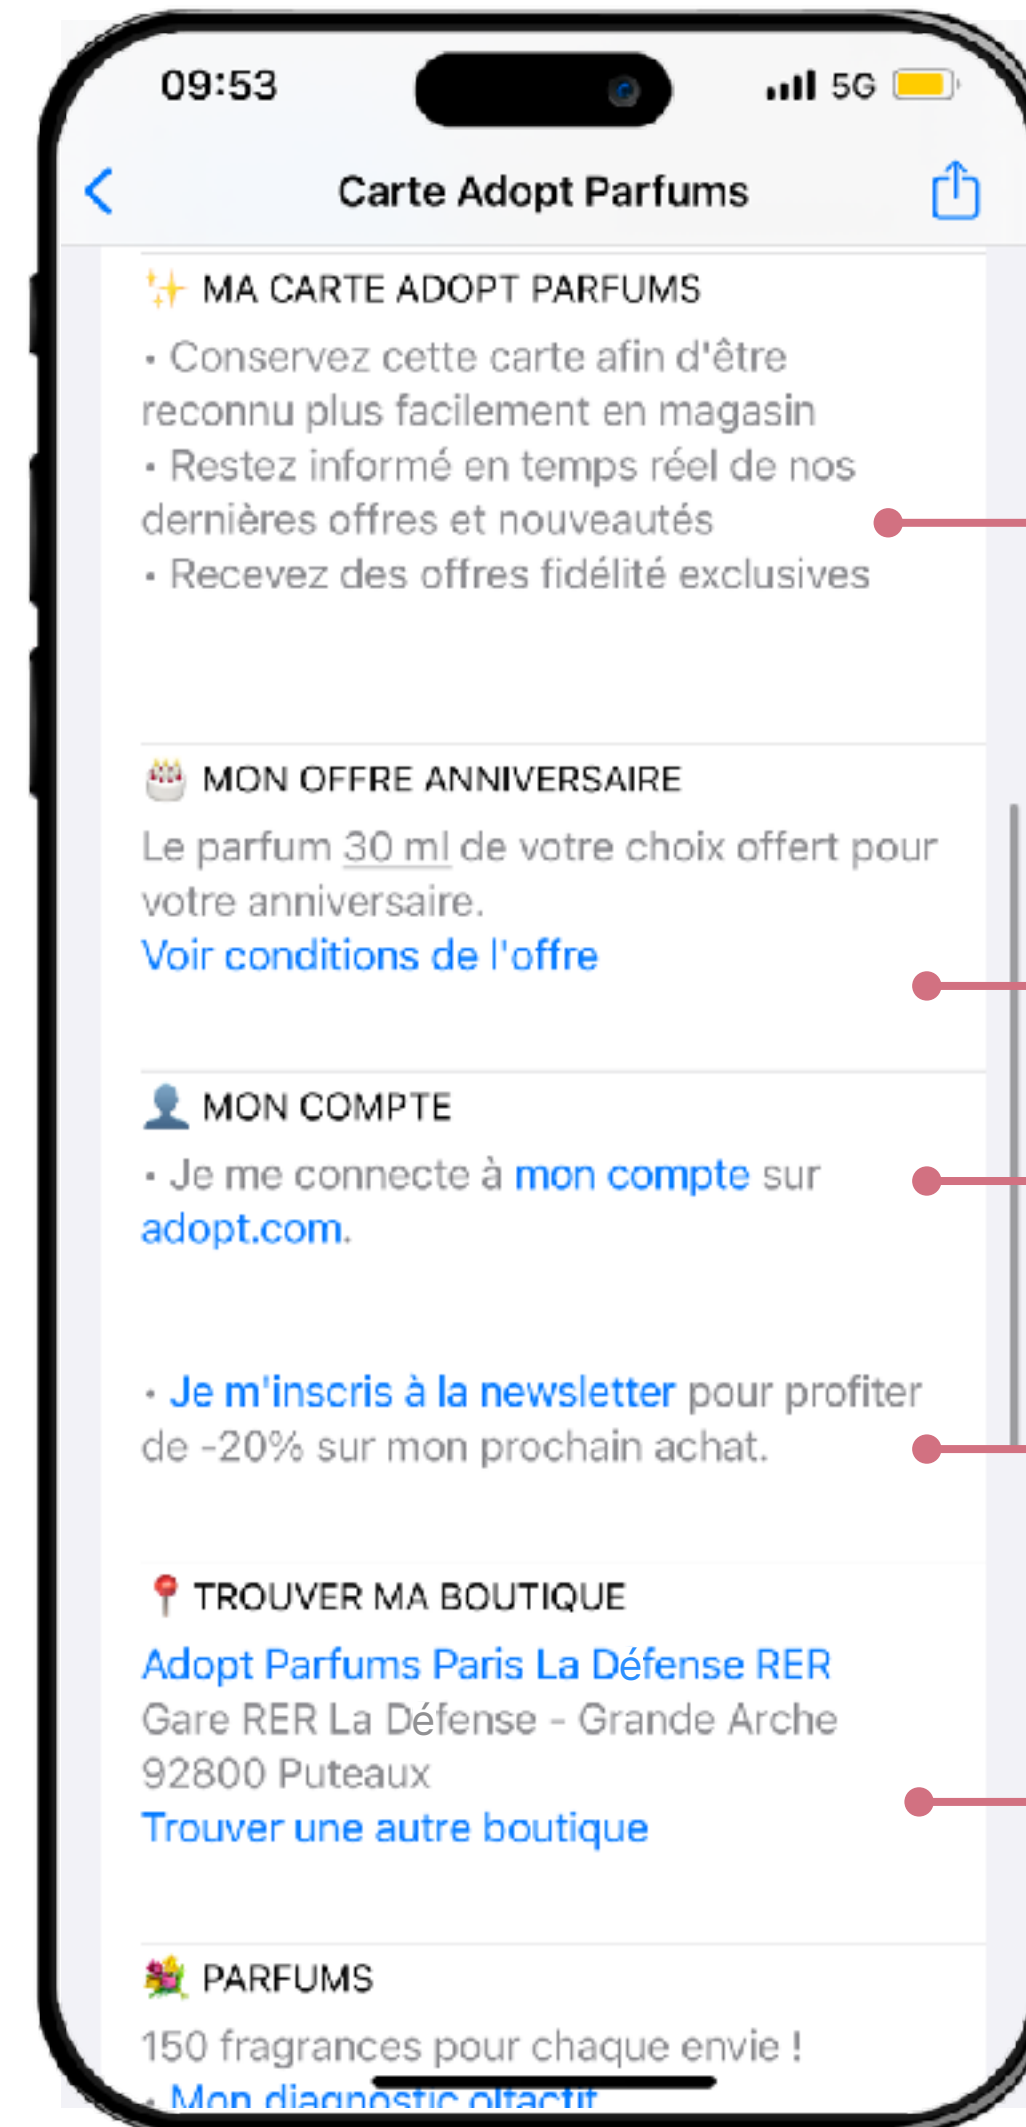 09:53
5G
Carte Adopt Parfums
MA CARTE ADOPT PARFUMS
• Conservez cette carte afin d'être
reconnu plus facilement en magasin
• Restez informé en temps réel de nos
dernières offres et nouveautés
• Recevez des offres fidélité exclusives
MON OFFRE ANNIVERSAIRE
Le parfum 30 ml de votre choix offert pour
votre anniversaire.
Voir conditions de l'offre
MON COMPTE
• Je me connecte à mon compte sur
adopt.com.
• Je m'inscris à la newsletter pour profiter
de -20% sur mon prochain achat.
TROUVER MA BOUTIQUE
Adopt Parfums Paris La Défense RER
Gare RER La Défense - Grande Arche
92800 Puteaux
Trouver une autre boutique
PARFUMS
150 fragrances pour chaque envie !
• Mon diagnostic olfactif